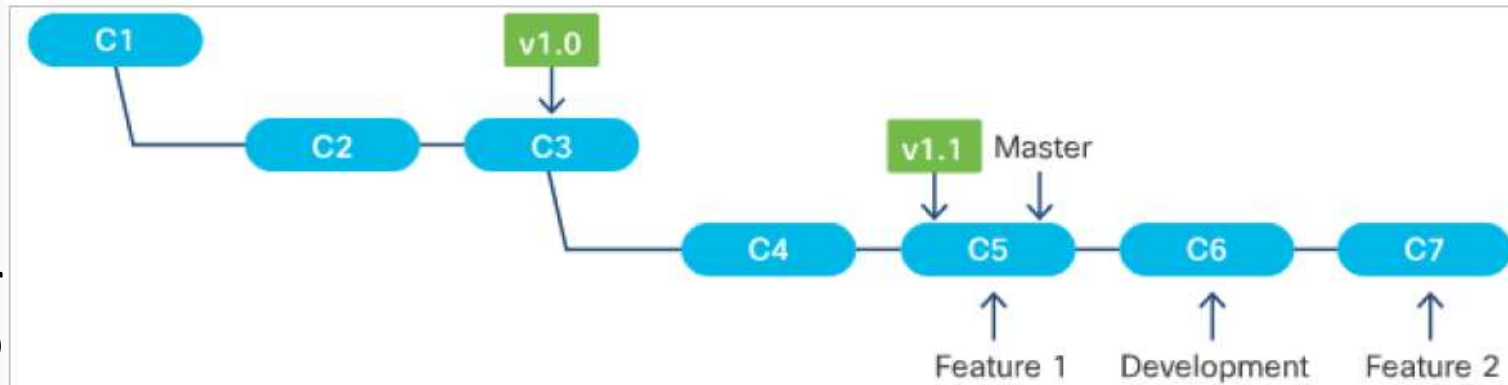 C1
v1.0
C2
C3
v1.1 Master
C4
C5
C6
C7
Feature 1
Development
Feature 2